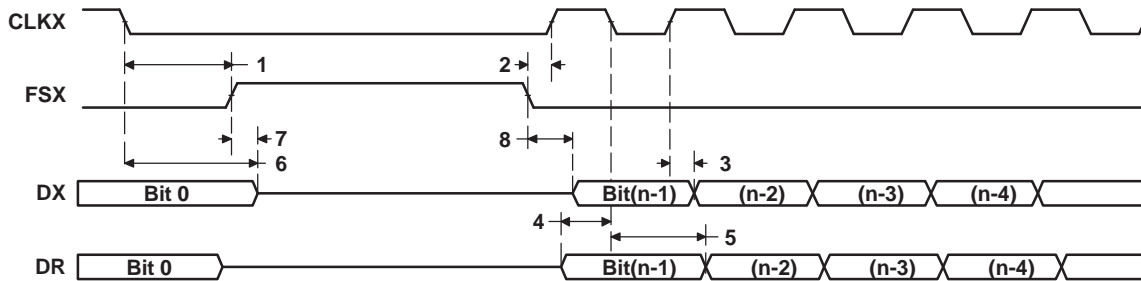 CLKX
1
2
FSX
7
8
6
3
DX
Bit 0
Bit(n-1)
(n-2)
(n-3)
(n-4)
4
5
DR
Bit 0
Bit(n-1)
(n-2)
(n-3)
(n-4)